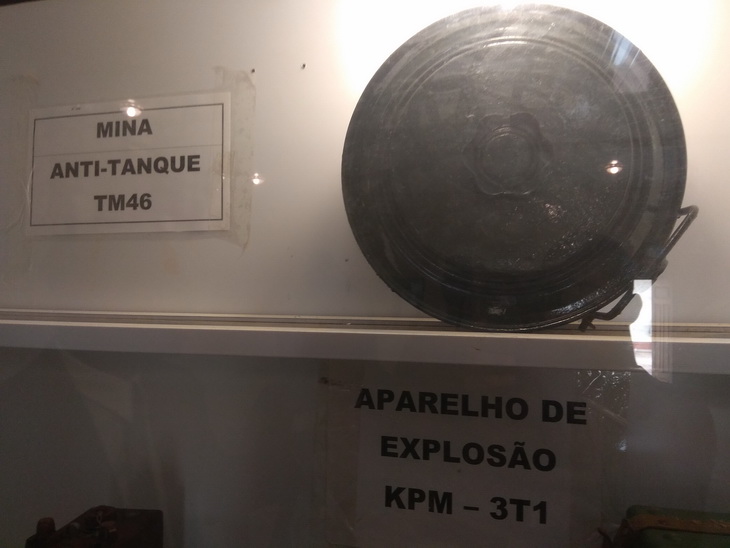 MINA
ANTI-TANQUE
TM46
APARELHO DE
EXPLOSÃO
KPM – 3T1